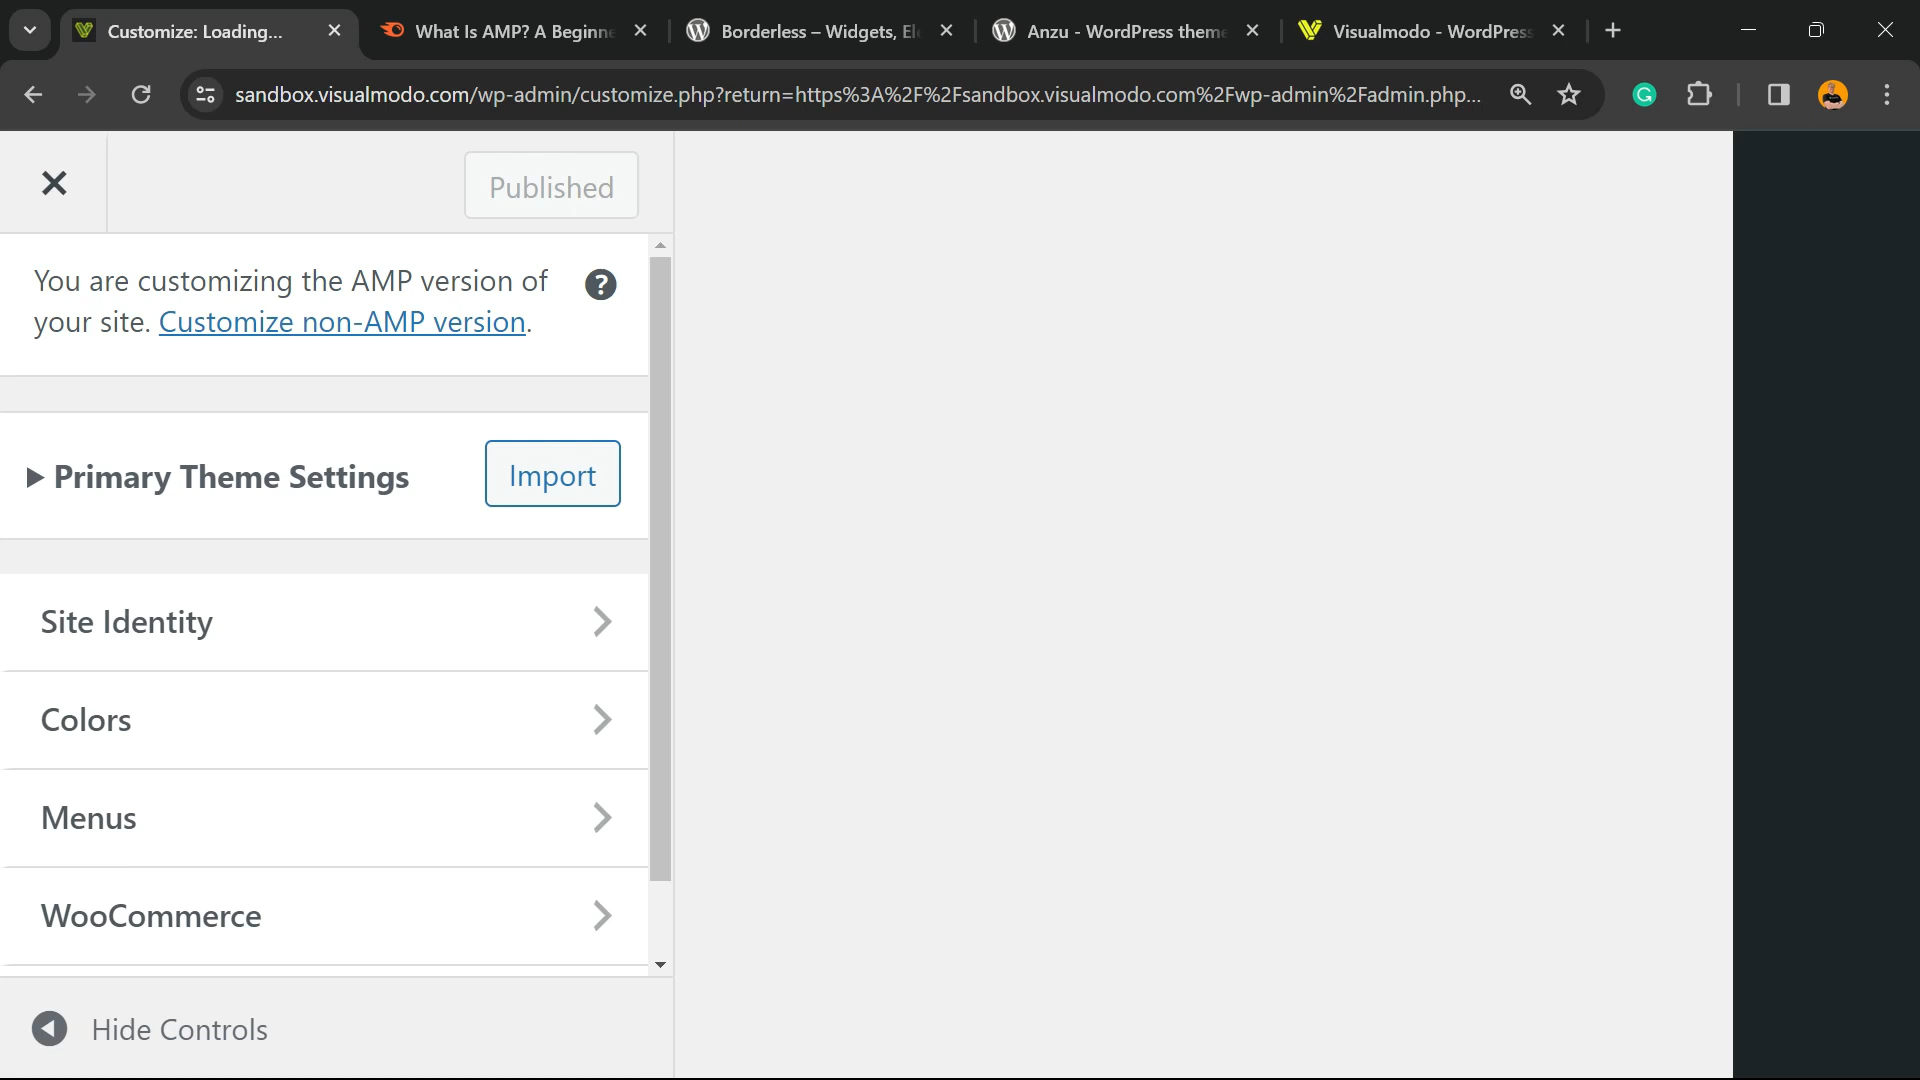 Customize: Loading...
What Is AMP? A Beginne
Borderless – Widgets, El
Anzu - WordPress theme
Visualmodo - WordPress
sandbox.visualmodo.com/wp-admin/customize.php?return=https%3A%2F%2Fsandbox.visualmodo.com%2Fwp-admin%2Fadmin.php...
Published
You are customizing the AMP version of
your site. Customize non-AMP version.
Primary Theme Settings
Import
Site Identity
Colors
Menus
WooCommerce
Hide Controls